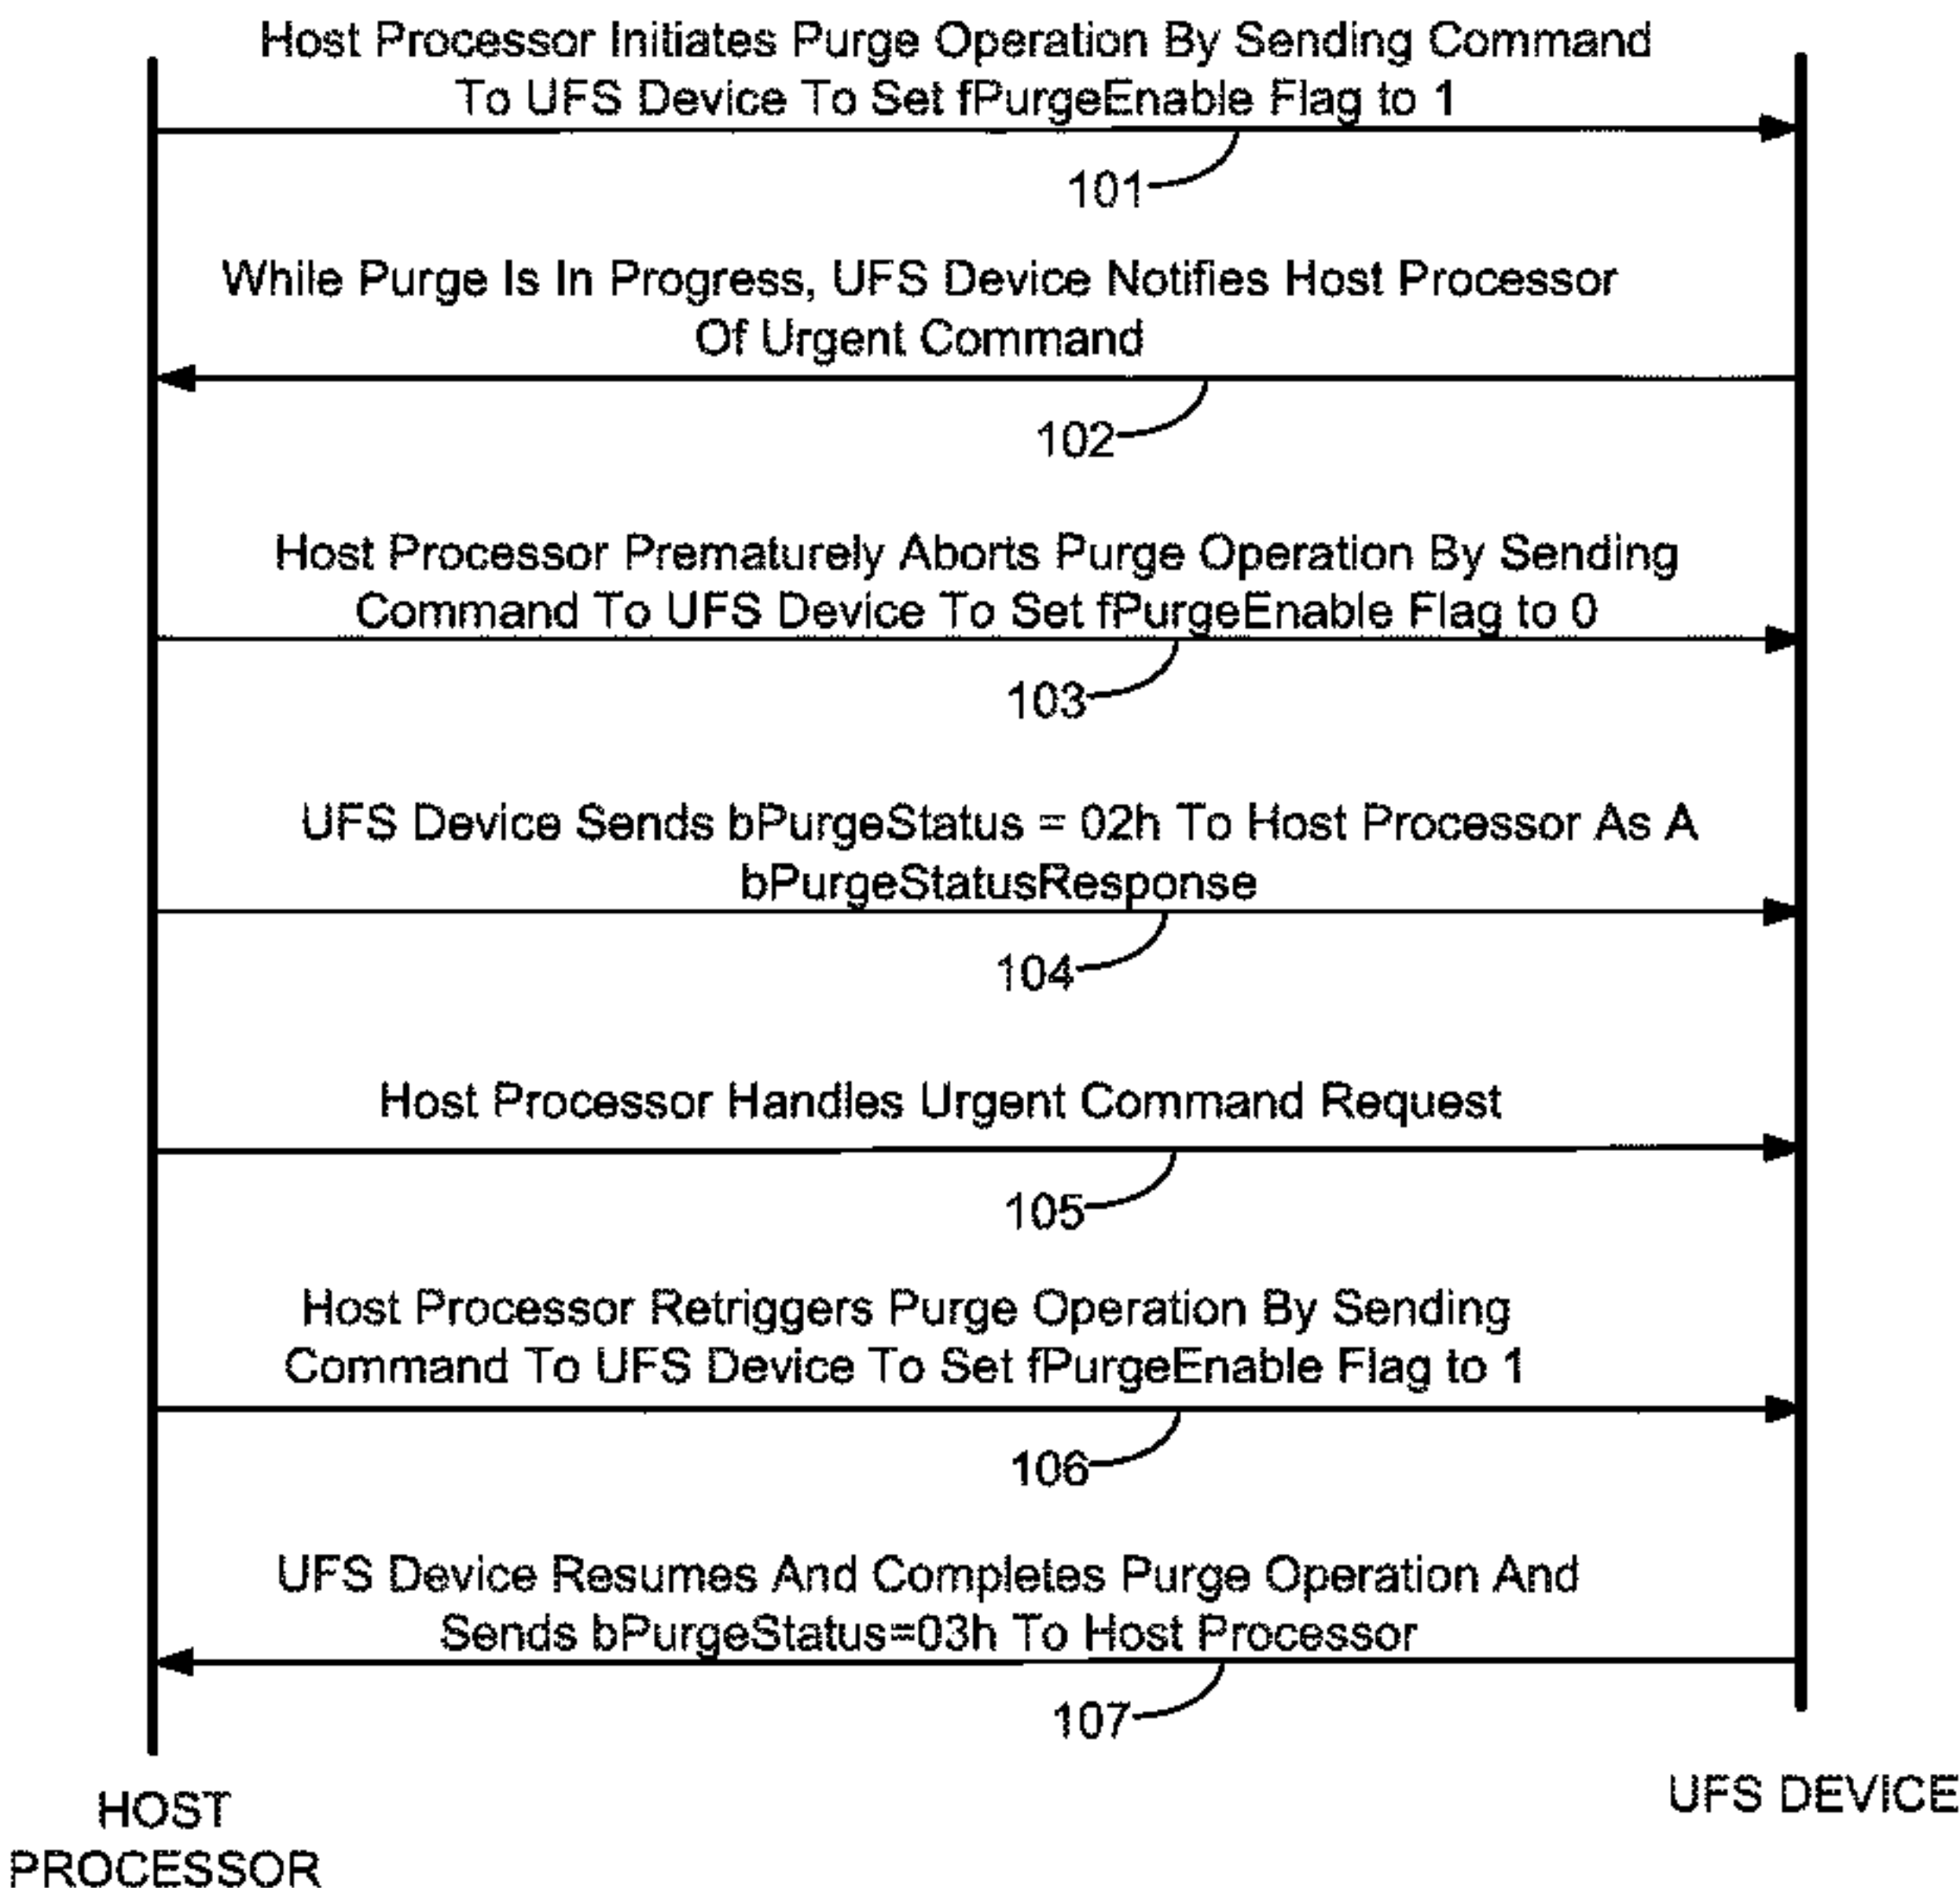 Host Processor Initiates Purge Operation By Sending Command
To UFS Device To Set fPurgeEnable Flag to 1
101
While Purge Is In Progress, UFS Device Notifies Host Processor
Of Urgent Command
102
Host Processor Prematurely Aborts Purge Operation By Sending
Command To UFS Device To Set fPurgeEnable Flag to 0
103
UFS Device Sends bPurgeStatus = 02h To Host Processor As A
bPurgeStatusResponse
104
Host Processor Handles Urgent Command Request
105
Host Processor Retriggers Purge Operation By Sending
Command To UFS Device To Set fPurgeEnable Flag to 1
106
UFS Device Resumes And Completes Purge Operation And
Sends bPurgeStatus=03h To Host Processor
107
HOST
PROCESSOR
UFS DEVICE